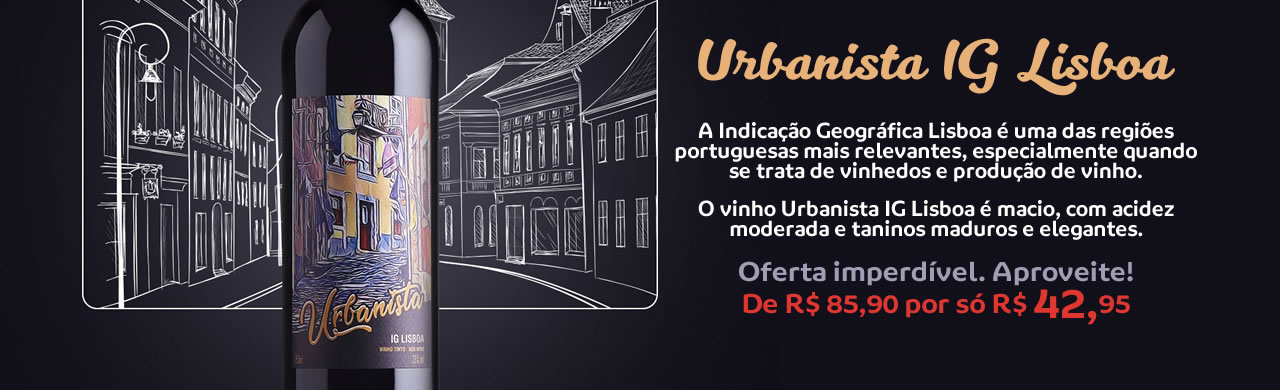 Urbanista IG Lisboa
A Indicação Geográfica Lisboa é uma das regiões
portuguesas mais relevantes, especialmente quando
se trata de vinhedos e produção de vinho.
O vinho Urbanista IG Lisboa é macio, com acidez
moderada e taninos maduros e elegantes.
Oferta imperdível. Aproveite!
De R$ 85,90 por só R$ 42,95
Urbanista
IG LISBOA
VINHO TINTO